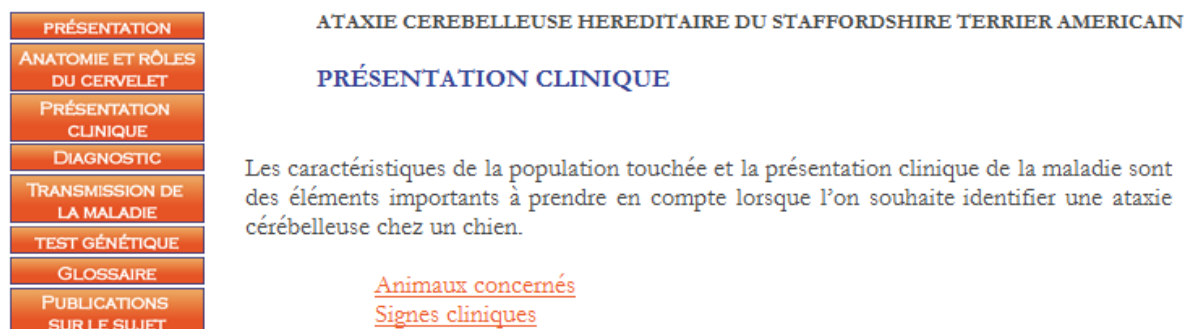 PRÉSENTATION
ANATOMIE ET RÔLES
DU CERVELET
PRÉSENTATION
CLINIQUE
DIAGNOSTIC
TRANSMISSION DE
LA MALADIE
TEST GÉNÉTIQUE
GLOSSAIRE
PUBLICATIONS
SUR LE SUJET
ATAXIE CEREBELLEUSE HEREDITAIRE DU STAFFORDSHIRE TERRIER AMERICAIN
PRÉSENTATION CLINIQUE
Les caractéristiques de la population touchée et la présentation clinique de la maladie sont
des éléments importants à prendre en compte lorsque l'on souhaite identifier une ataxie
cérébelleuse chez un chien.
Animaux concernés
Signes cliniques